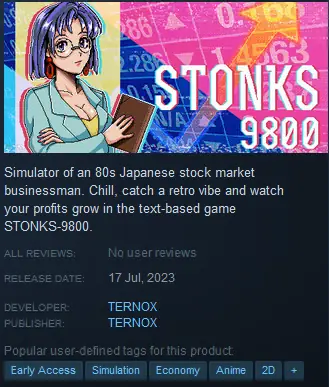 STONKS
9800
Simulator of an 80s Japanese stock market
businessman. Chill, catch a retro vibe and watch
your profits grow in the text-based game
STONKS-9800.
ALL REVIEWS: No user reviews
RELEASE DATE: 17 Jul, 2023
DEVELOPER: TERNOX
PUBLISHER: TERNOX
Popular user-defined tags for this product:
Early Access Simulation Economy Anime 2D +